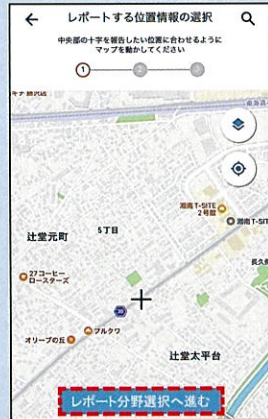 レポートする位置情報の選択
中央部の十字を報告したい位置に合わせるように
マップを動かしてください
1 2 3
湘南T-SITE
2号館
湘南T-SITE
5丁目
辻堂元町
27コーヒー
ロースターズ
30
フルクワ
オリーブの丘
辻堂太平台
レポート分野選択へ進む